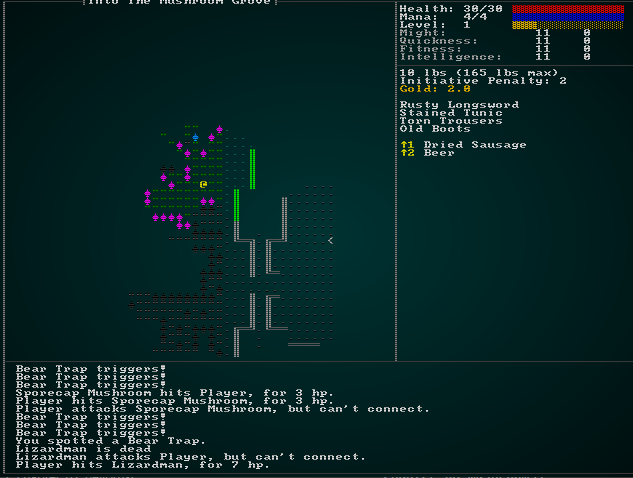 Into The Mushroom Grove
Health: 30/30
Mana: 4/4
Level: 1
Might: 11 0
Quickness: 11 0
Fitness: 11 0
Intelligence: 11 0
10 lbs (165 lbs max)
Initiative Penalty: 2
Gold: 2.0
Rusty Longsword
Stained Tunic
Torn Trousers
Old Boots
↑1 Dried Sausage
↑2 Beer
Bear Trap triggers!
Bear Trap triggers!
Bear Trap triggers!
Sporecap Mushroom hits Player, for 3 hp.
Player hits Sporecap Mushroom, for 3 hp.
Player attacks Sporecap Mushroom, but can't connect.
Bear Trap triggers!
Bear Trap triggers!
Bear Trap triggers!
You spotted a Bear Trap.
Lizardman is dead
Lizardman attacks Player, but can't connect.
Player hits Lizardman, for 7 hp.